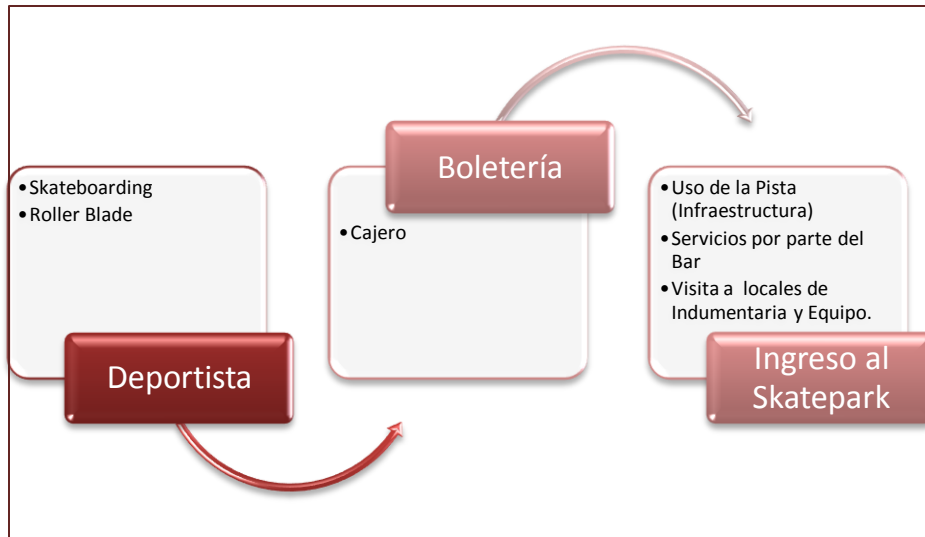 •Skateboarding
•Roller Blade
Deportista
Boletería
•Cajero
•Uso de la Pista
(Infraestructura)
•Servicios por parte del
Bar
•Visita a locales de
Indumentaria y Equipo.
Ingreso al
Skatepark